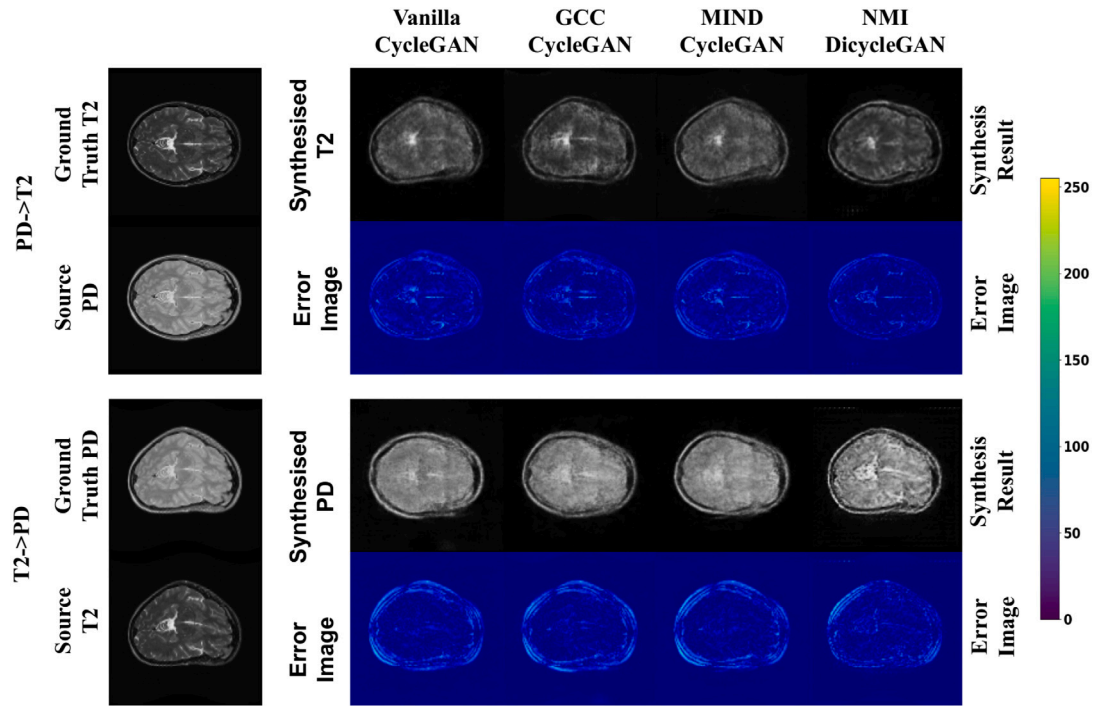 Vanilla
CycleGAN
GCC
CycleGAN
MIND
CycleGAN
NMI
DicycleGAN
PD->T2
Ground
Truth T2
Source
PD
Synthesised
T2
Error
Image
Synthesis
Result
Error
Image
T2->PD
Ground
Truth PD
Source
T2
Synthesised
PD
Error
Image
Synthesis
Result
Error
Image
250
200
150
100
50
0